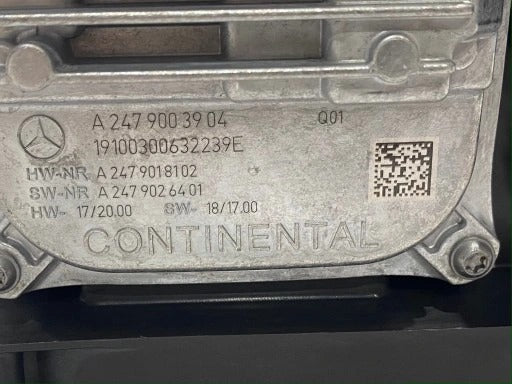 A 247 900 39 04 Q01
19100300632239E
HW-NR A 247 901 81 02
SW-NR A 247 902 64 01
HW- 17/20.00 SW- 18/17.00
CONTINENTAL